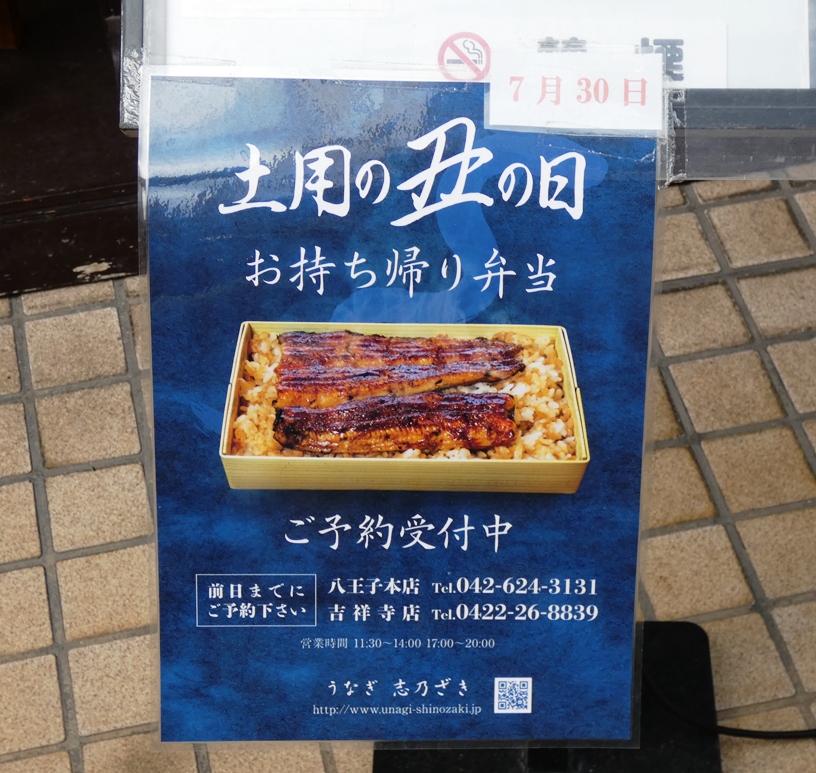 7月30日
土用の丑の日
お持ち帰り弁当
ご予約受付中
前日までに
ご予約下さい
八王子本店 Tel.042-624-3131
吉祥寺店 Tel.0422-26-8839
営業時間 11:30~14:00 17:00~20:00
うなぎ 志乃ざき
http://www.unagi-shinozaki.jp